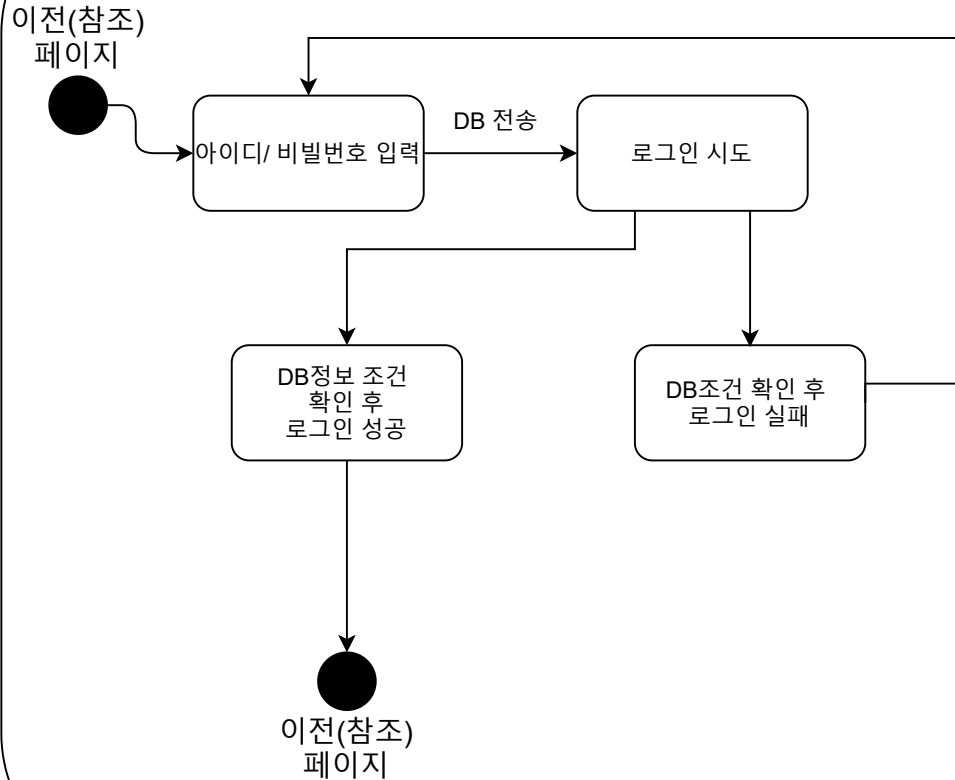 이전(참조)
페이지
아이디/ 비빌번호 입력
DB 전송
로그인 시도
DB정보 조건
확인 후
로그인 성공
DB조건 확인 후
로그인 실패
이전(참조)
페이지